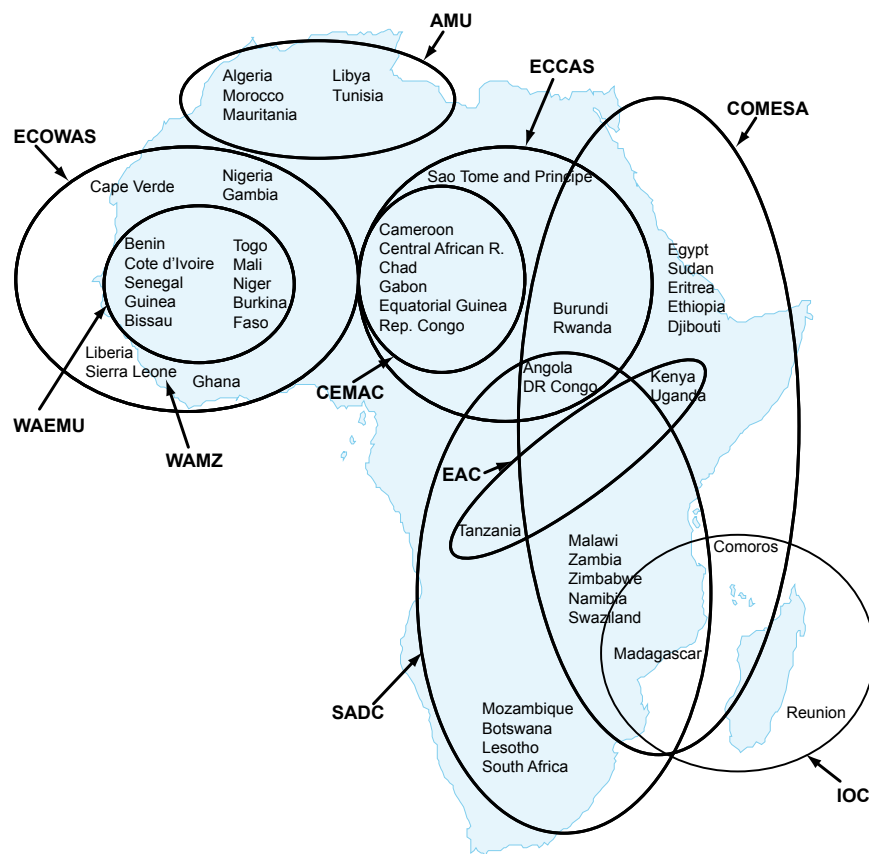 AMU
Algeria
Morocco
Mauritania
Libya
Tunisia
ECCAS
COMESA
ECOWAS
Cape Verde
Nigeria
Gambia
Sao Tome and Principe
Benin
Cote d'Ivoire
Senegal
Guinea
Bissau
Togo
Mali
Niger
Burkina
Faso
Cameroon
Central African R.
Chad
Gabon
Equatorial Guinea
Rep. Congo
Burundi
Rwanda
Egypt
Sudan
Eritrea
Ethiopia
Djibouti
Liberia
Sierra Leone
Ghana
CEMAC
Angola
DR Congo
Kenya
Uganda
WAEMU
WAMZ
EAC
Tanzania
Malawi
Zambia
Zimbabwe
Namibia
Swaziland
Comoros
Madagascar
SADC
Mozambique
Botswana
Lesotho
South Africa
Reunion
IOC